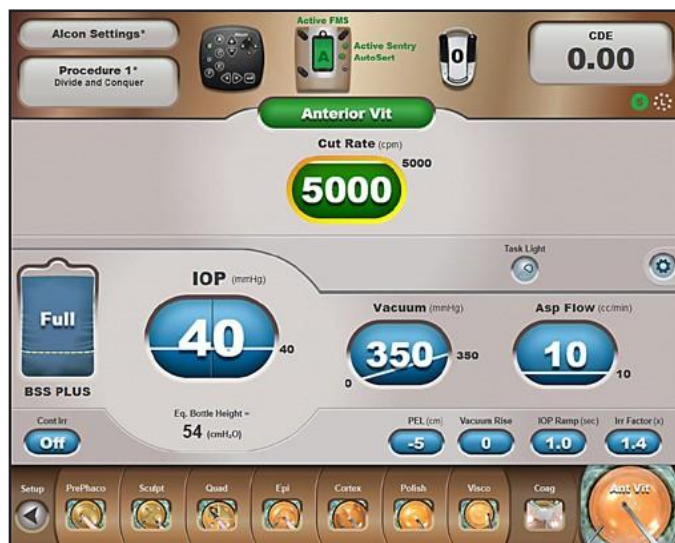 Alcon Settings*
Procedure 1*
Divide and Conquer
Alcon
Active FMS
A
Active Sentry
AutoSert
0
CDE
0.00
S
Anterior Vit
Cut Rate (cpm)
5000
5000
Task Light
Full
BSS PLUS
IOP (mmHg)
40
40
Eq. Bottle Height =
54 (cmH₂O)
Vacuum (mmHg)
350
0
350
Asp Flow (cc/min)
10
10
Cont Irr
Off
PEL (cm)
-5
Vacuum Rise
0
IOP Ramp (sec)
1.0
Irr Factor (x)
1.4
Setup
PrePhaco
Sculpt
Quad
Epi
Cortex
Polish
Visco
Coag
Ant Vit